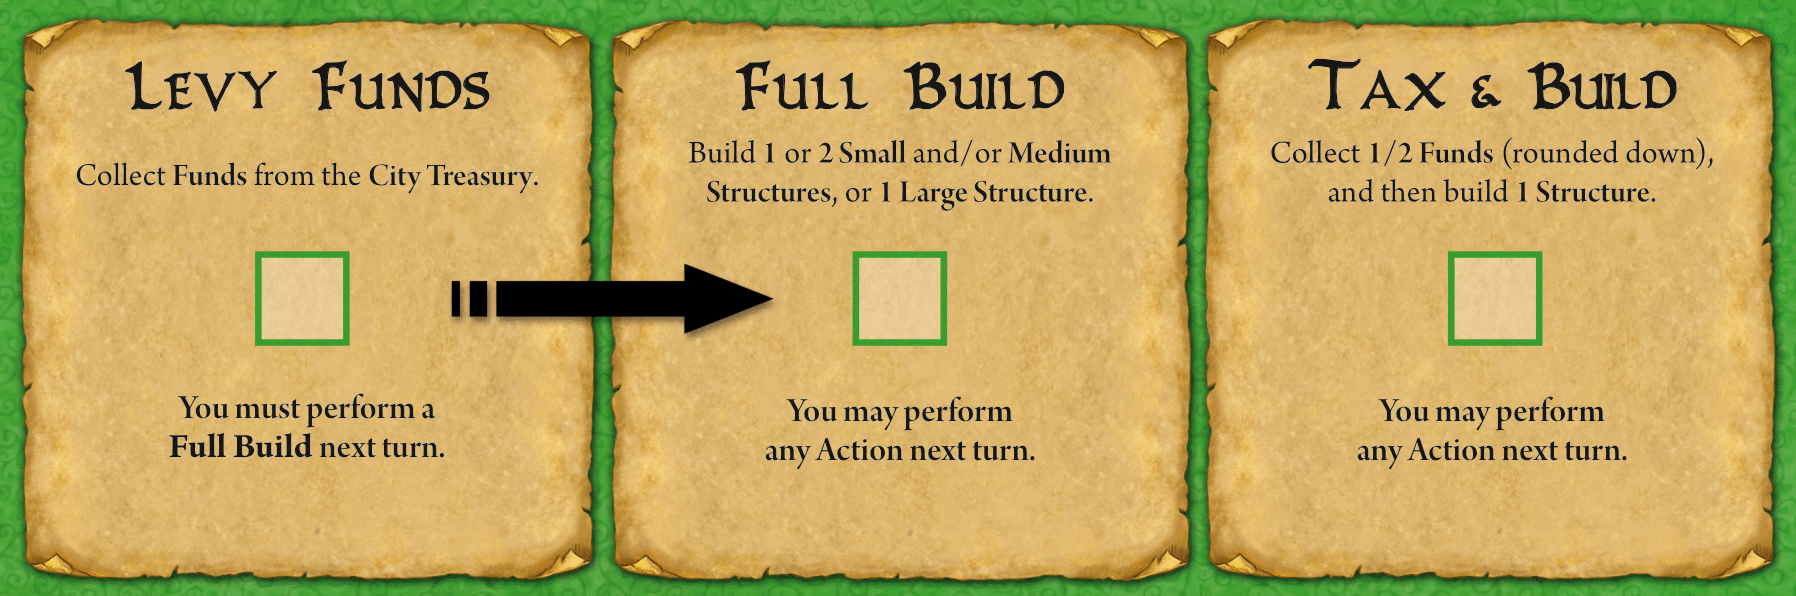 Levy Funds
Collect Funds from the City Treasury.
You must perform a
Full Build next turn.
Full Build
Build 1 or 2 Small and/or Medium
Structures, or 1 Large Structure.
You may perform
any Action next turn.
Tax & Build
Collect 1/2 Funds (rounded down),
and then build 1 Structure.
You may perform
any Action next turn.